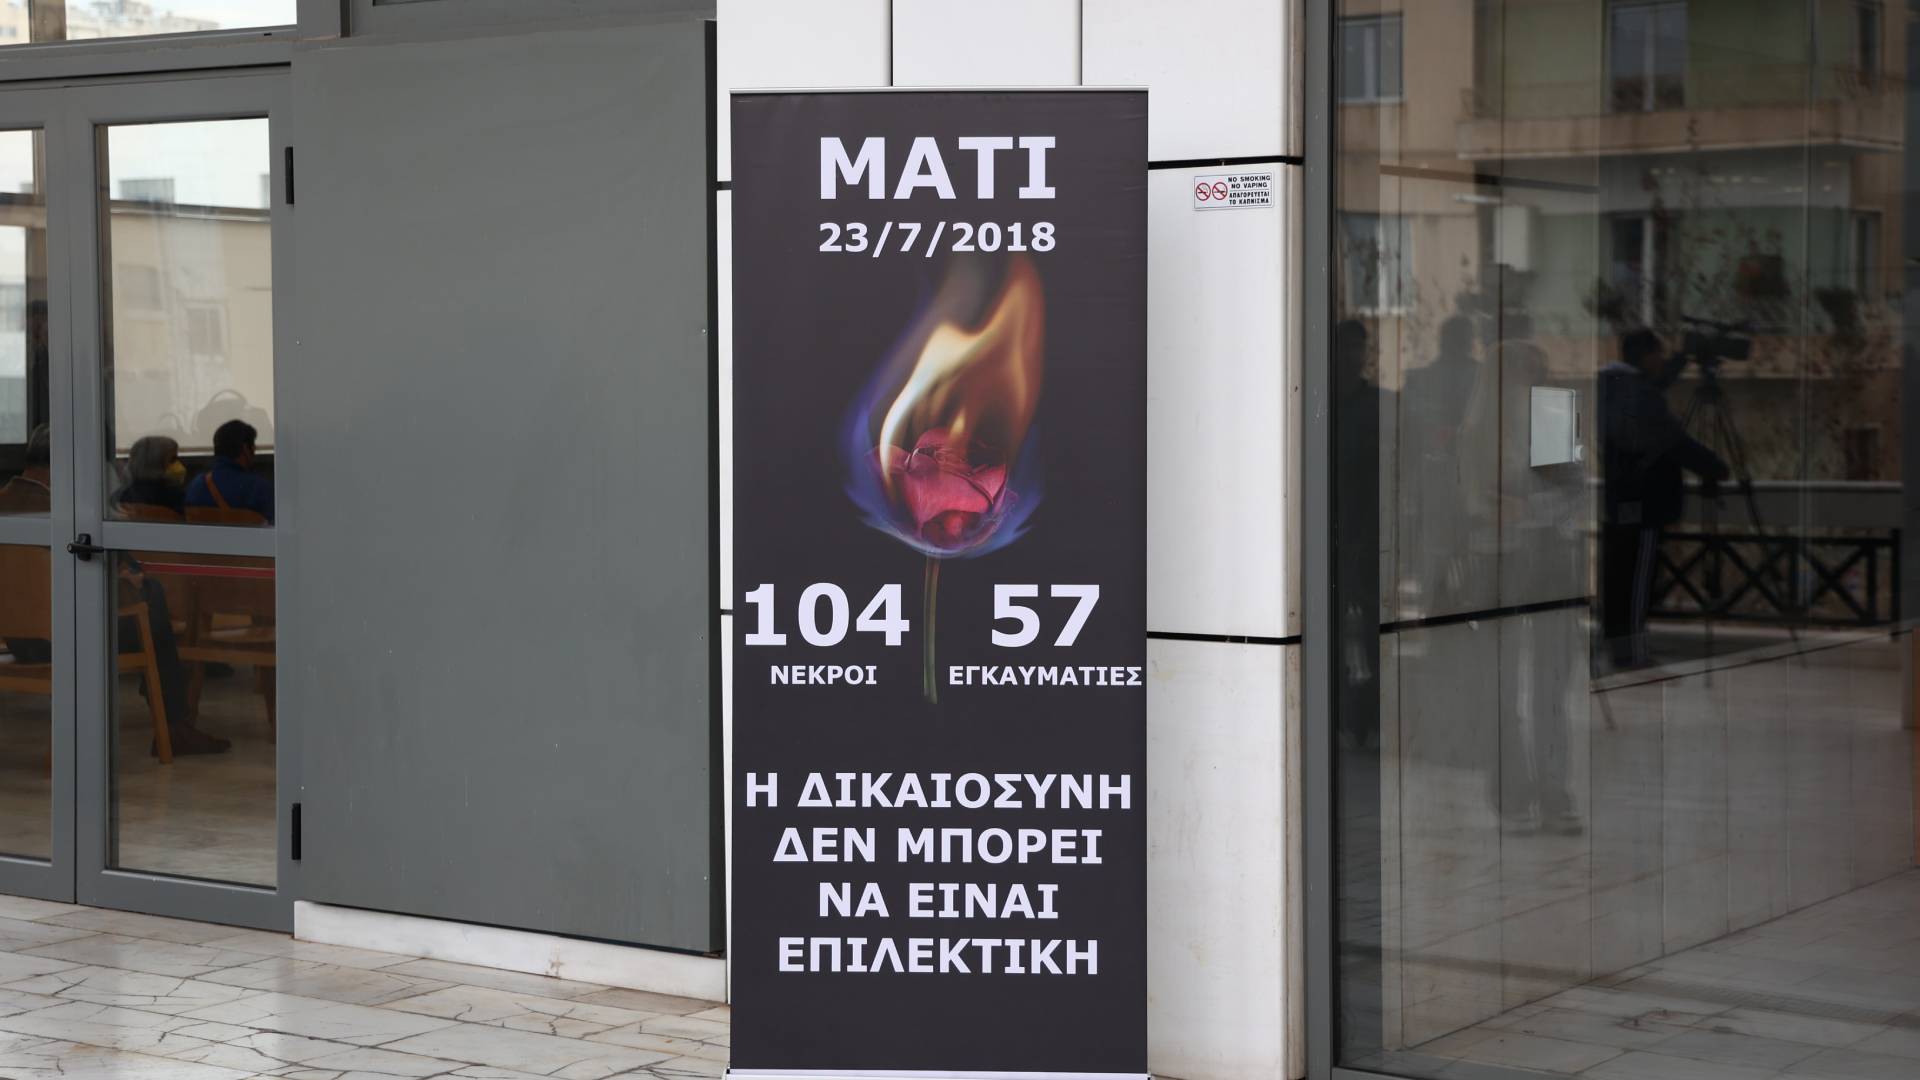 ΜΑΤΙ
23/7/2018
104 57
ΝΕΚΡΟΙ ΕΓΚΑΥΜΑΤΙΕΣ
Η ΔΙΚΑΙΟΣΥΝΗ
ΔΕΝ ΜΠΟΡΕΙ
ΝΑ ΕΙΝΑΙ
ΕΠΙΛΕΚΤΙΚΗ
NO SMOKING
NO VAPING
ΑΠΑΓΟΡΕΥΕΤΑΙ
ΤΟ ΚΑΠΝΙΣΜΑ